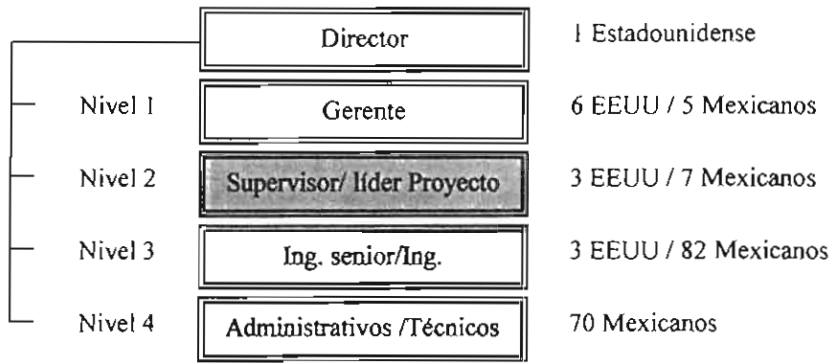 Director 1 Estadounidense
Nivel 1 Gerente 6 EEUU / 5 Mexicanos
Nivel 2 Supervisor/ líder Proyecto 3 EEUU / 7 Mexicanos
Nivel 3 Ing. senior/Ing. 3 EEUU / 82 Mexicanos
Nivel 4 Administrativos /Técnicos 70 Mexicanos